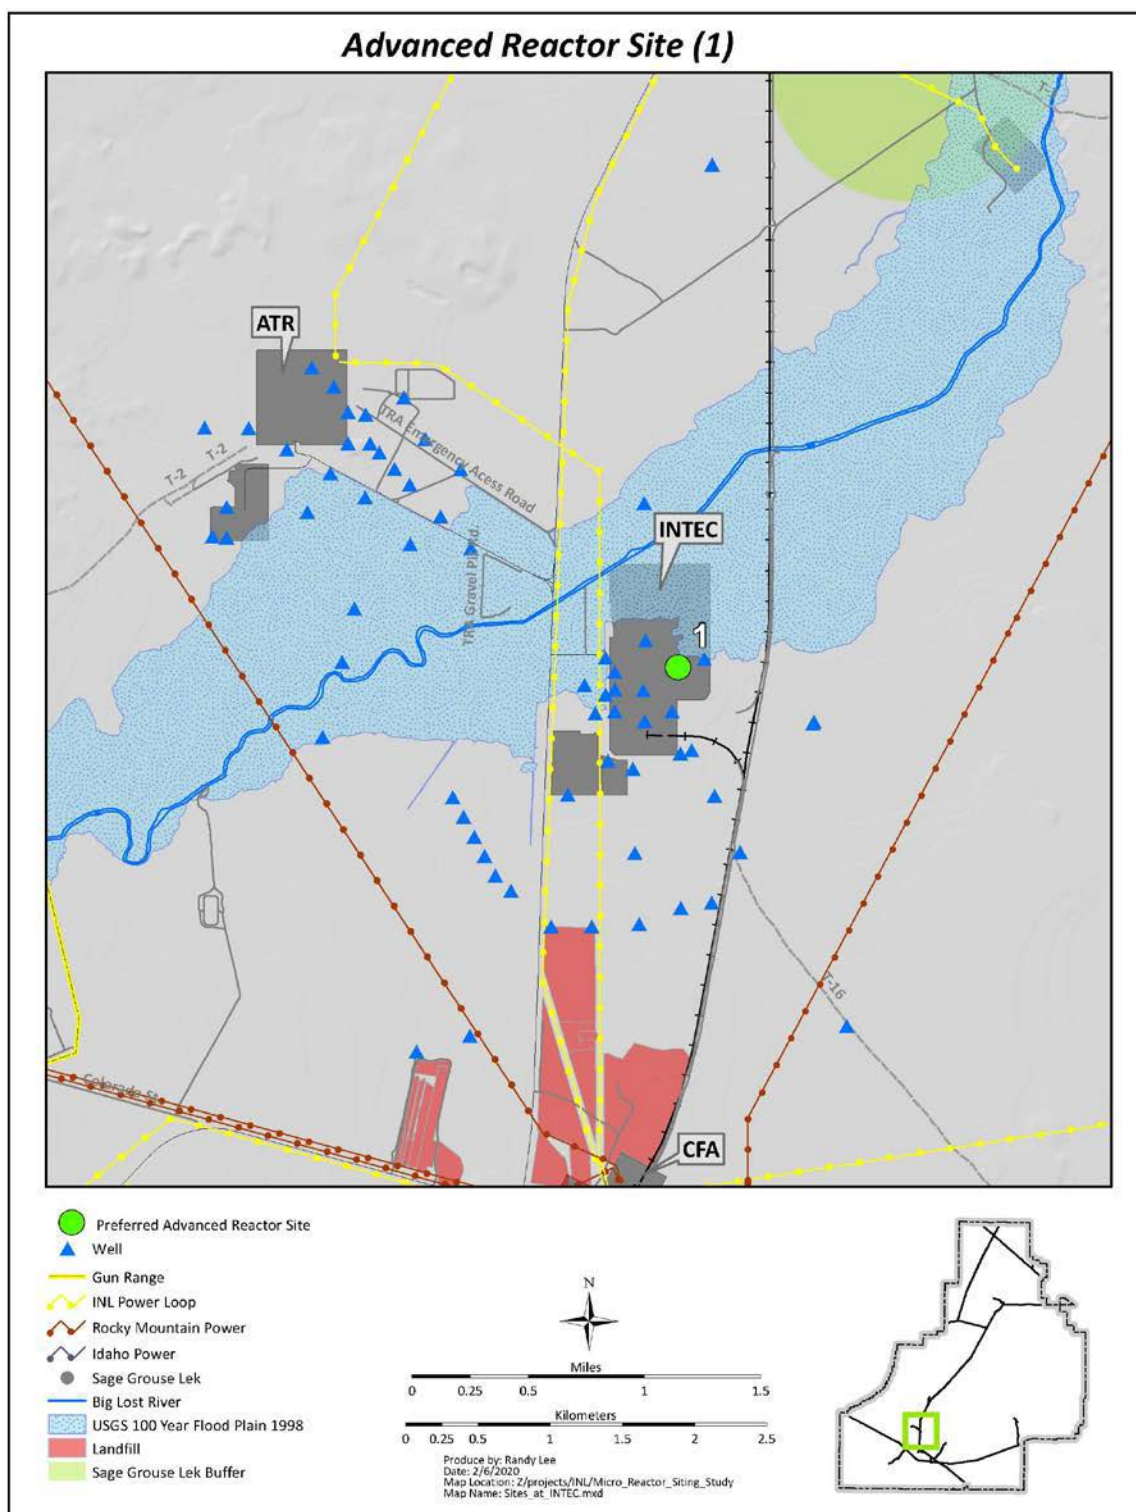 Advanced Reactor Site (1)
T-
ATR
TRA Emergency Acess Road
T-2
T-2
INTEC
TRA Gravel Pit Rd.
1
T-16
Colorado St
CFA
Preferred Advanced Reactor Site
Well
Gun Range
INL Power Loop
Rocky Mountain Power
Idaho Power
Sage Grouse Lek
Big Lost River
USGS 100 Year Flood Plain 1998
Landfill
Sage Grouse Lek Buffer
N
Miles
0 0.25 0.5 1 1.5
Kilometers
0 0.25 0.5 1 1.5 2 2.5
Produce by: Randy Lee
Date: 2/6/2020
Map Location: Z/projects/INL/Micro_Reactor_Siting_Study
Map Name: Sites_at_INTEC.mxd